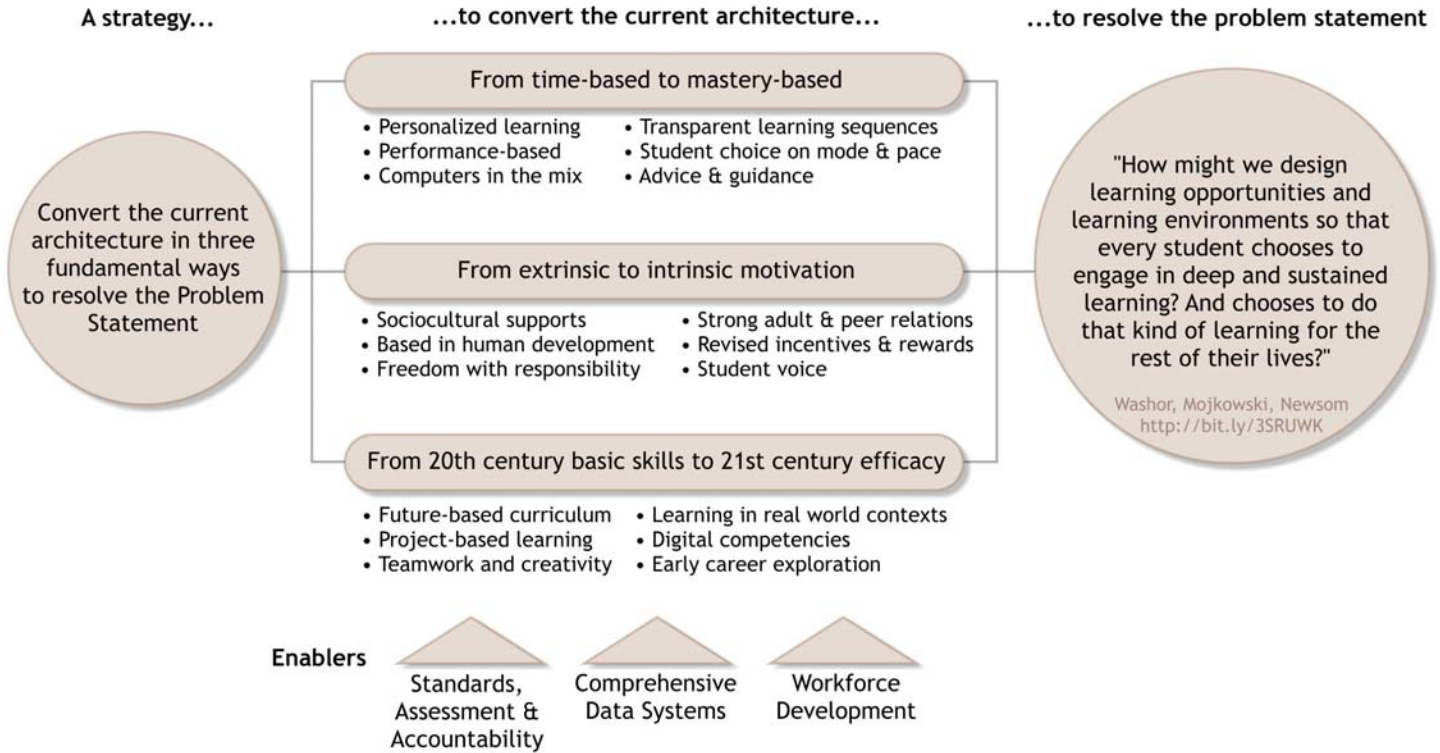 A strategy...
...to convert the current architecture...
...to resolve the problem statement
Convert the current
architecture in three
fundamental ways
to resolve the Problem
Statement
From time-based to mastery-based
• Personalized learning
• Performance-based
• Computers in the mix
• Transparent learning sequences
• Student choice on mode & pace
• Advice & guidance
From extrinsic to intrinsic motivation
• Sociocultural supports
• Based in human development
• Freedom with responsibility
• Strong adult & peer relations
• Revised incentives & rewards
• Student voice
From 20th century basic skills to 21st century efficacy
• Future-based curriculum
• Project-based learning
• Teamwork and creativity
• Learning in real world contexts
• Digital competencies
• Early career exploration
"How might we design
learning opportunities and
learning environments so that
every student chooses to
engage in deep and sustained
learning? And chooses to do
that kind of learning for the
rest of their lives?"
Washor, Mojkowski, Newsom
http://bit.ly/3SRUWK
Enablers
Standards,
Assessment &
Accountability
Comprehensive
Data Systems
Workforce
Development